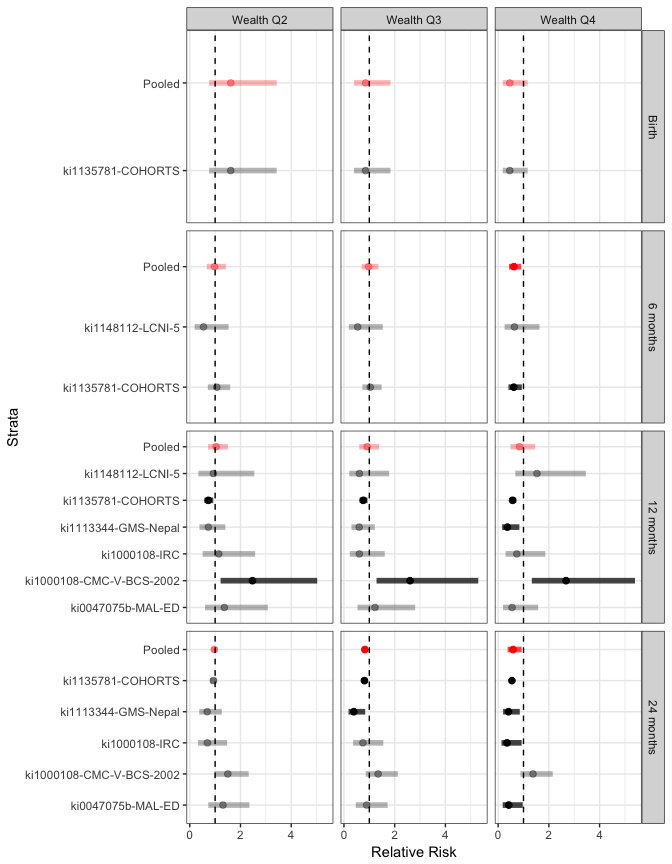 Wealth Q2 Wealth Q3 Wealth Q4
Pooled
ki1135781-COHORTS
Birth
Pooled
ki1148112-LCNI-5
ki1135781-COHORTS
6 months
Strata
Pooled
ki1148112-LCNI-5
ki1135781-COHORTS
ki1113344-GMS-Nepal
ki1000108-IRC
ki1000108-CMC-V-BCS-2002
ki0047075b-MAL-ED
12 months
Pooled
ki1135781-COHORTS
ki1113344-GMS-Nepal
ki1000108-IRC
ki1000108-CMC-V-BCS-2002
ki0047075b-MAL-ED
24 months
0 2 4 0 2 4 0 2 4
Relative Risk